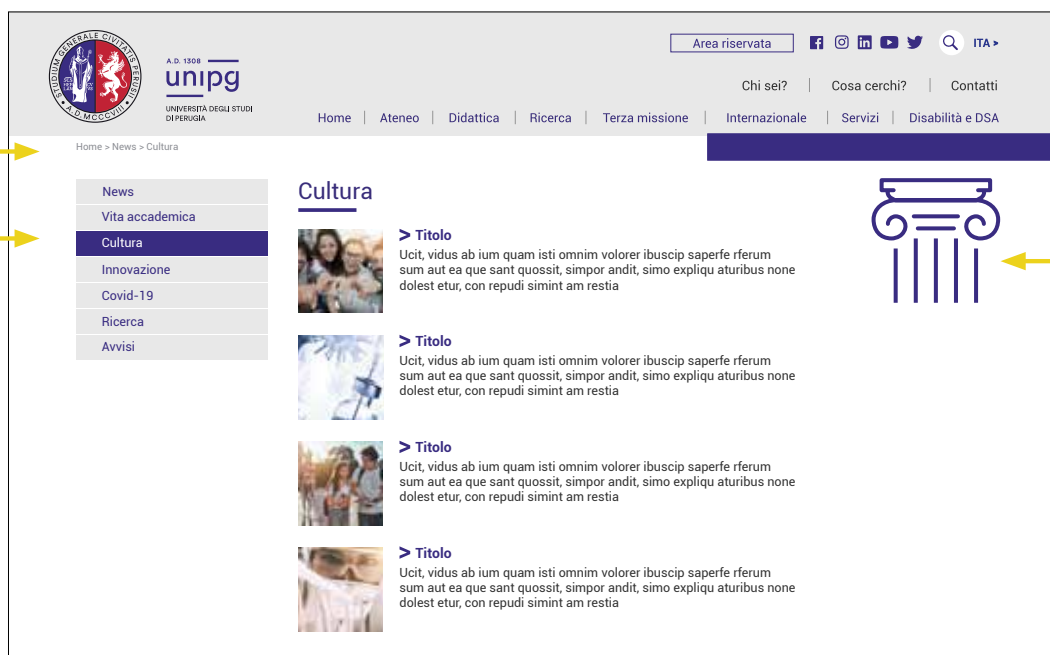 STUDIUM GENERALE CIVITATIS PERUSII
A.D. MCCCVIII
A.D. 1308
unipg
UNIVERSITÀ DEGLI STUDI
DI PERUGIA
Area riservata
ITA >
Chi sei? | Cosa cerchi? | Contatti
Home | Ateneo | Didattica | Ricerca | Terza missione | Internazionale | Servizi | Disabilità e DSA
Home > News > Cultura
News
Vita accademica
Cultura
Innovazione
Covid-19
Ricerca
Avvisi
Cultura
> Titolo
Ucit, vidus ab ium quam isti omnim volorer ibuscip saperfe rferum
sum aut ea que sant quossit, simpor andit, simo expliqu aturibus none
dolest etur, con repudi simint am restia
> Titolo
Ucit, vidus ab ium quam isti omnim volorer ibuscip saperfe rferum
sum aut ea que sant quossit, simpor andit, simo expliqu aturibus none
dolest etur, con repudi simint am restia
> Titolo
Ucit, vidus ab ium quam isti omnim volorer ibuscip saperfe rferum
sum aut ea que sant quossit, simpor andit, simo expliqu aturibus none
dolest etur, con repudi simint am restia
> Titolo
Ucit, vidus ab ium quam isti omnim volorer ibuscip saperfe rferum
sum aut ea que sant quossit, simpor andit, simo expliqu aturibus none
dolest etur, con repudi simint am restia